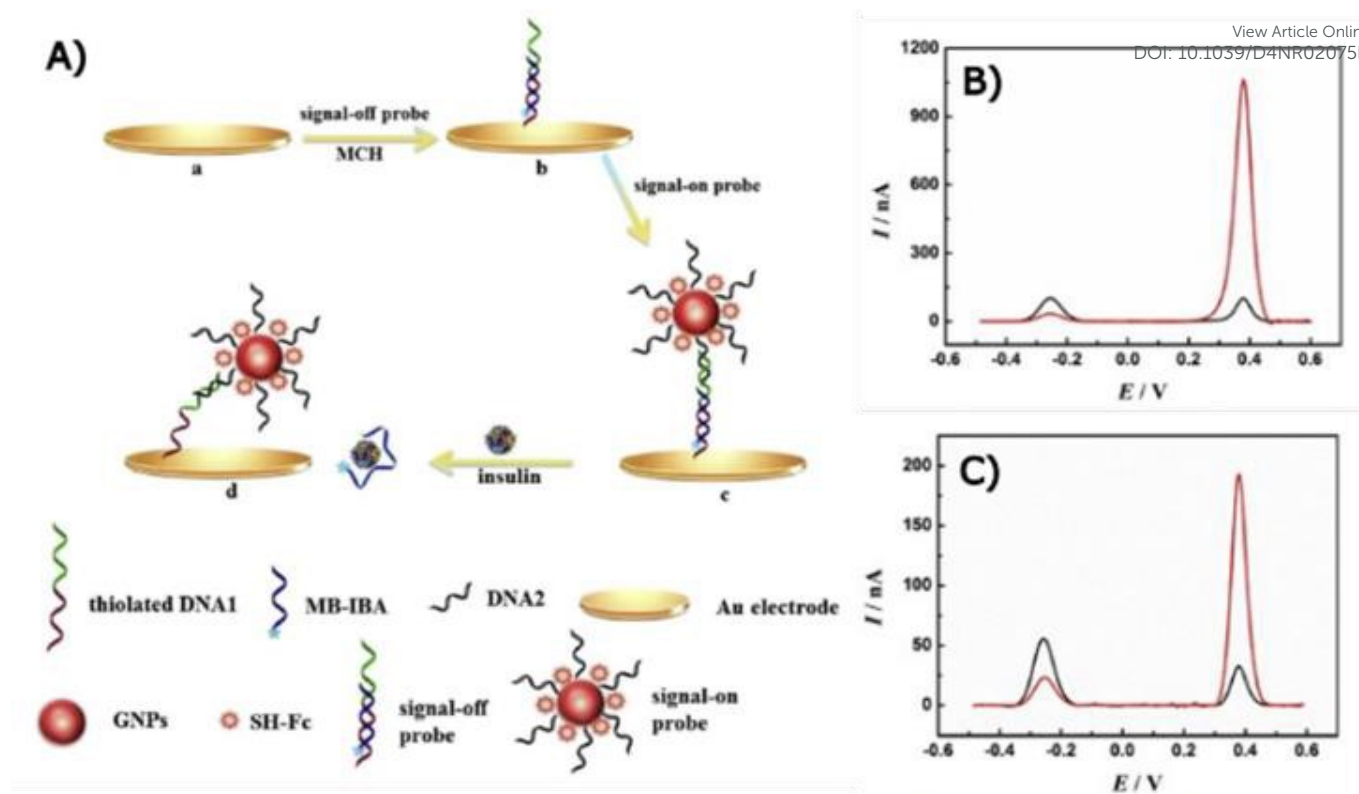 A)
signal-off probe
MCH
a
b
signal-on probe
insulin
d
c
thiolated DNA1
MB-IBA
DNA2
Au electrode
GNPs
SH-Fc
signal-off
probe
signal-on
probe
View Article Onlin
DOI: 10.1039/D4NR02075
B)
1200
900
600
300
0
I / nA
-0.6 -0.4 -0.2 0.0 0.2 0.4 0.6
E / V
C)
200
150
100
50
0
I / nA
-0.6 -0.4 -0.2 0.0 0.2 0.4 0.6
E / V